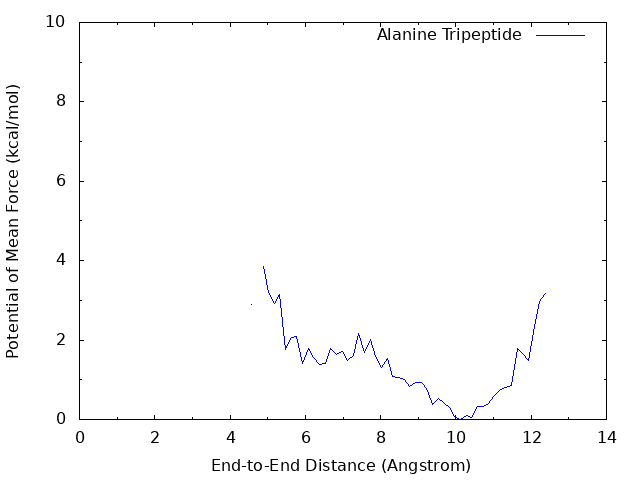 Alanine Tripeptide
Potential of Mean Force (kcal/mol)
10
8
6
4
2
0
0 2 4 6 8 10 12 14
End-to-End Distance (Angstrom)